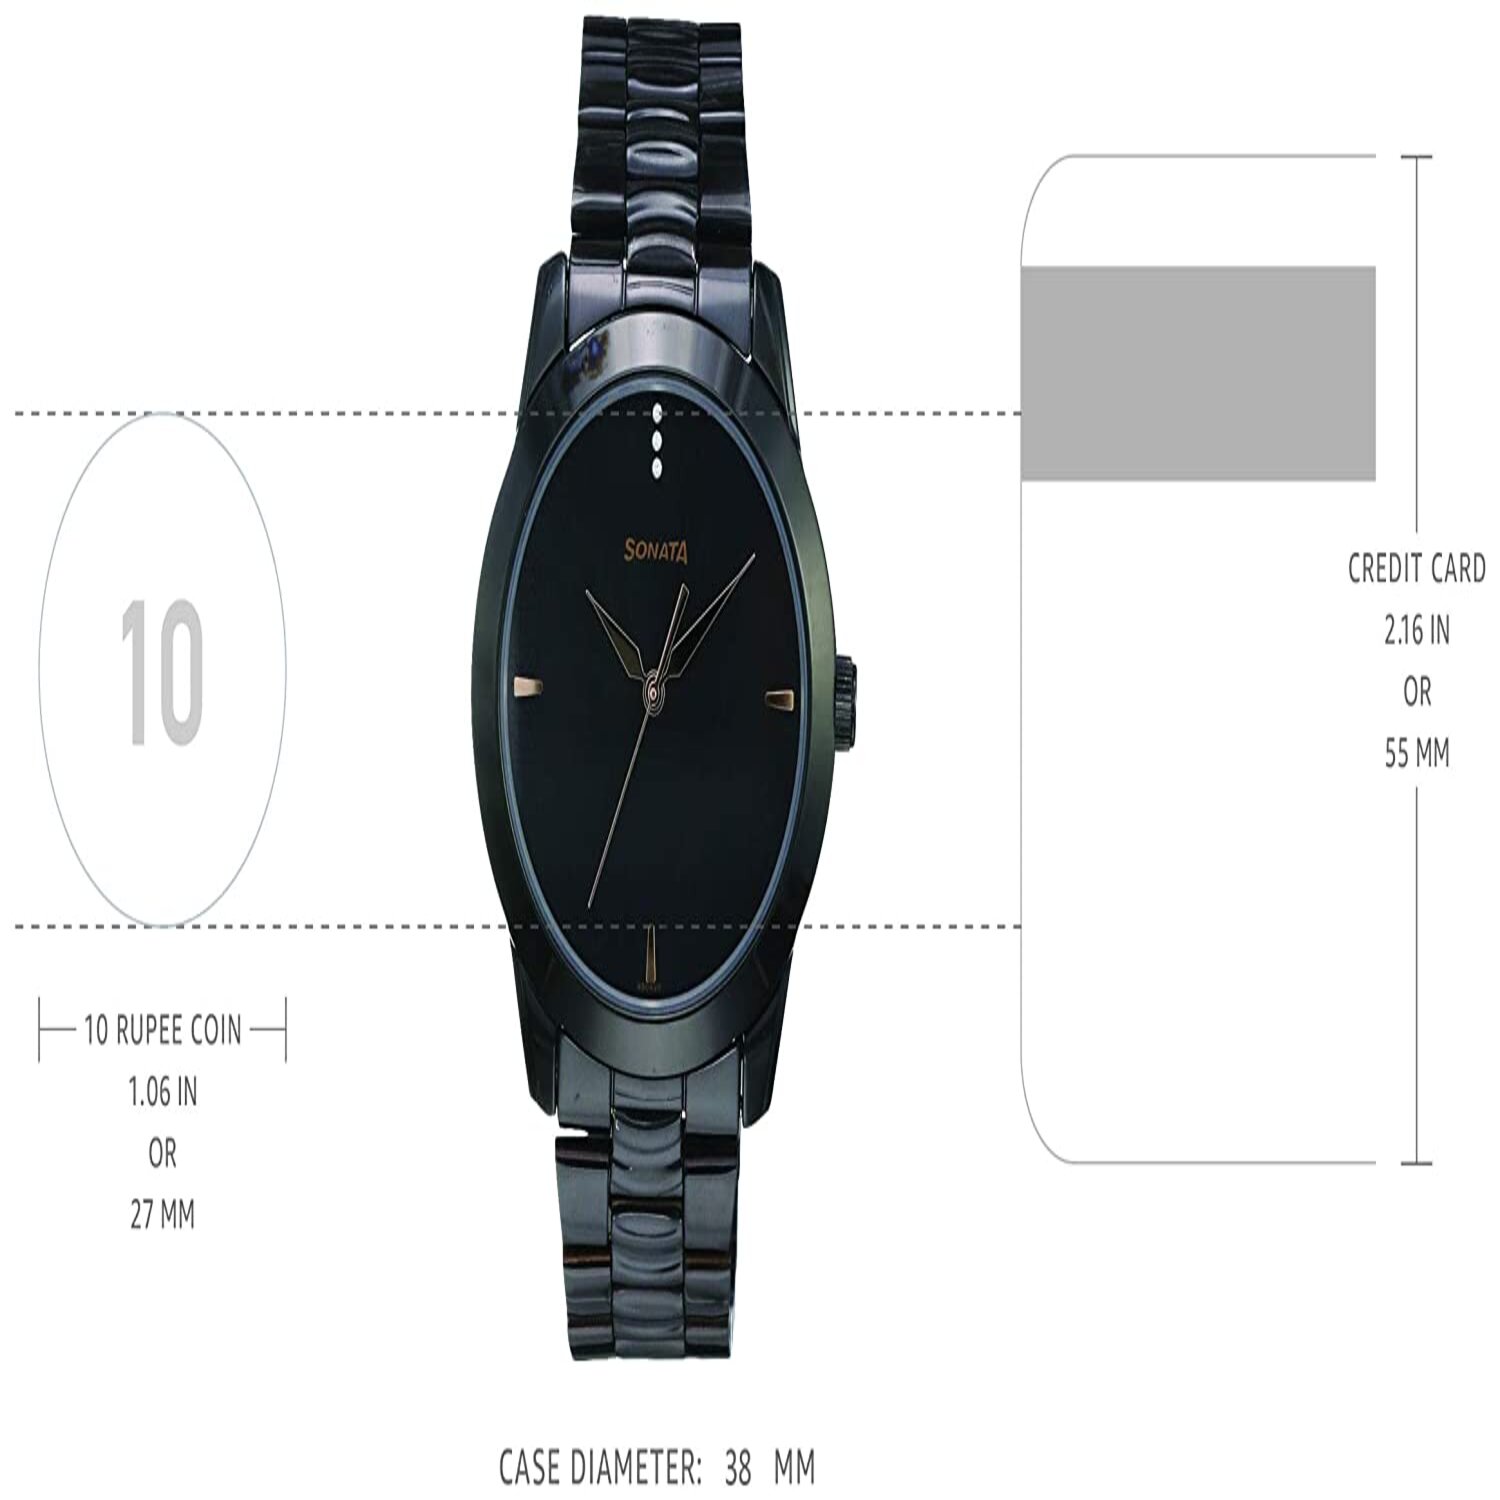 SONATA
10
CREDIT CARD
2.16 IN
OR
55 MM
10 RUPEE COIN
1.06 IN
OR
27 MM
CASE DIAMETER: 38 MM